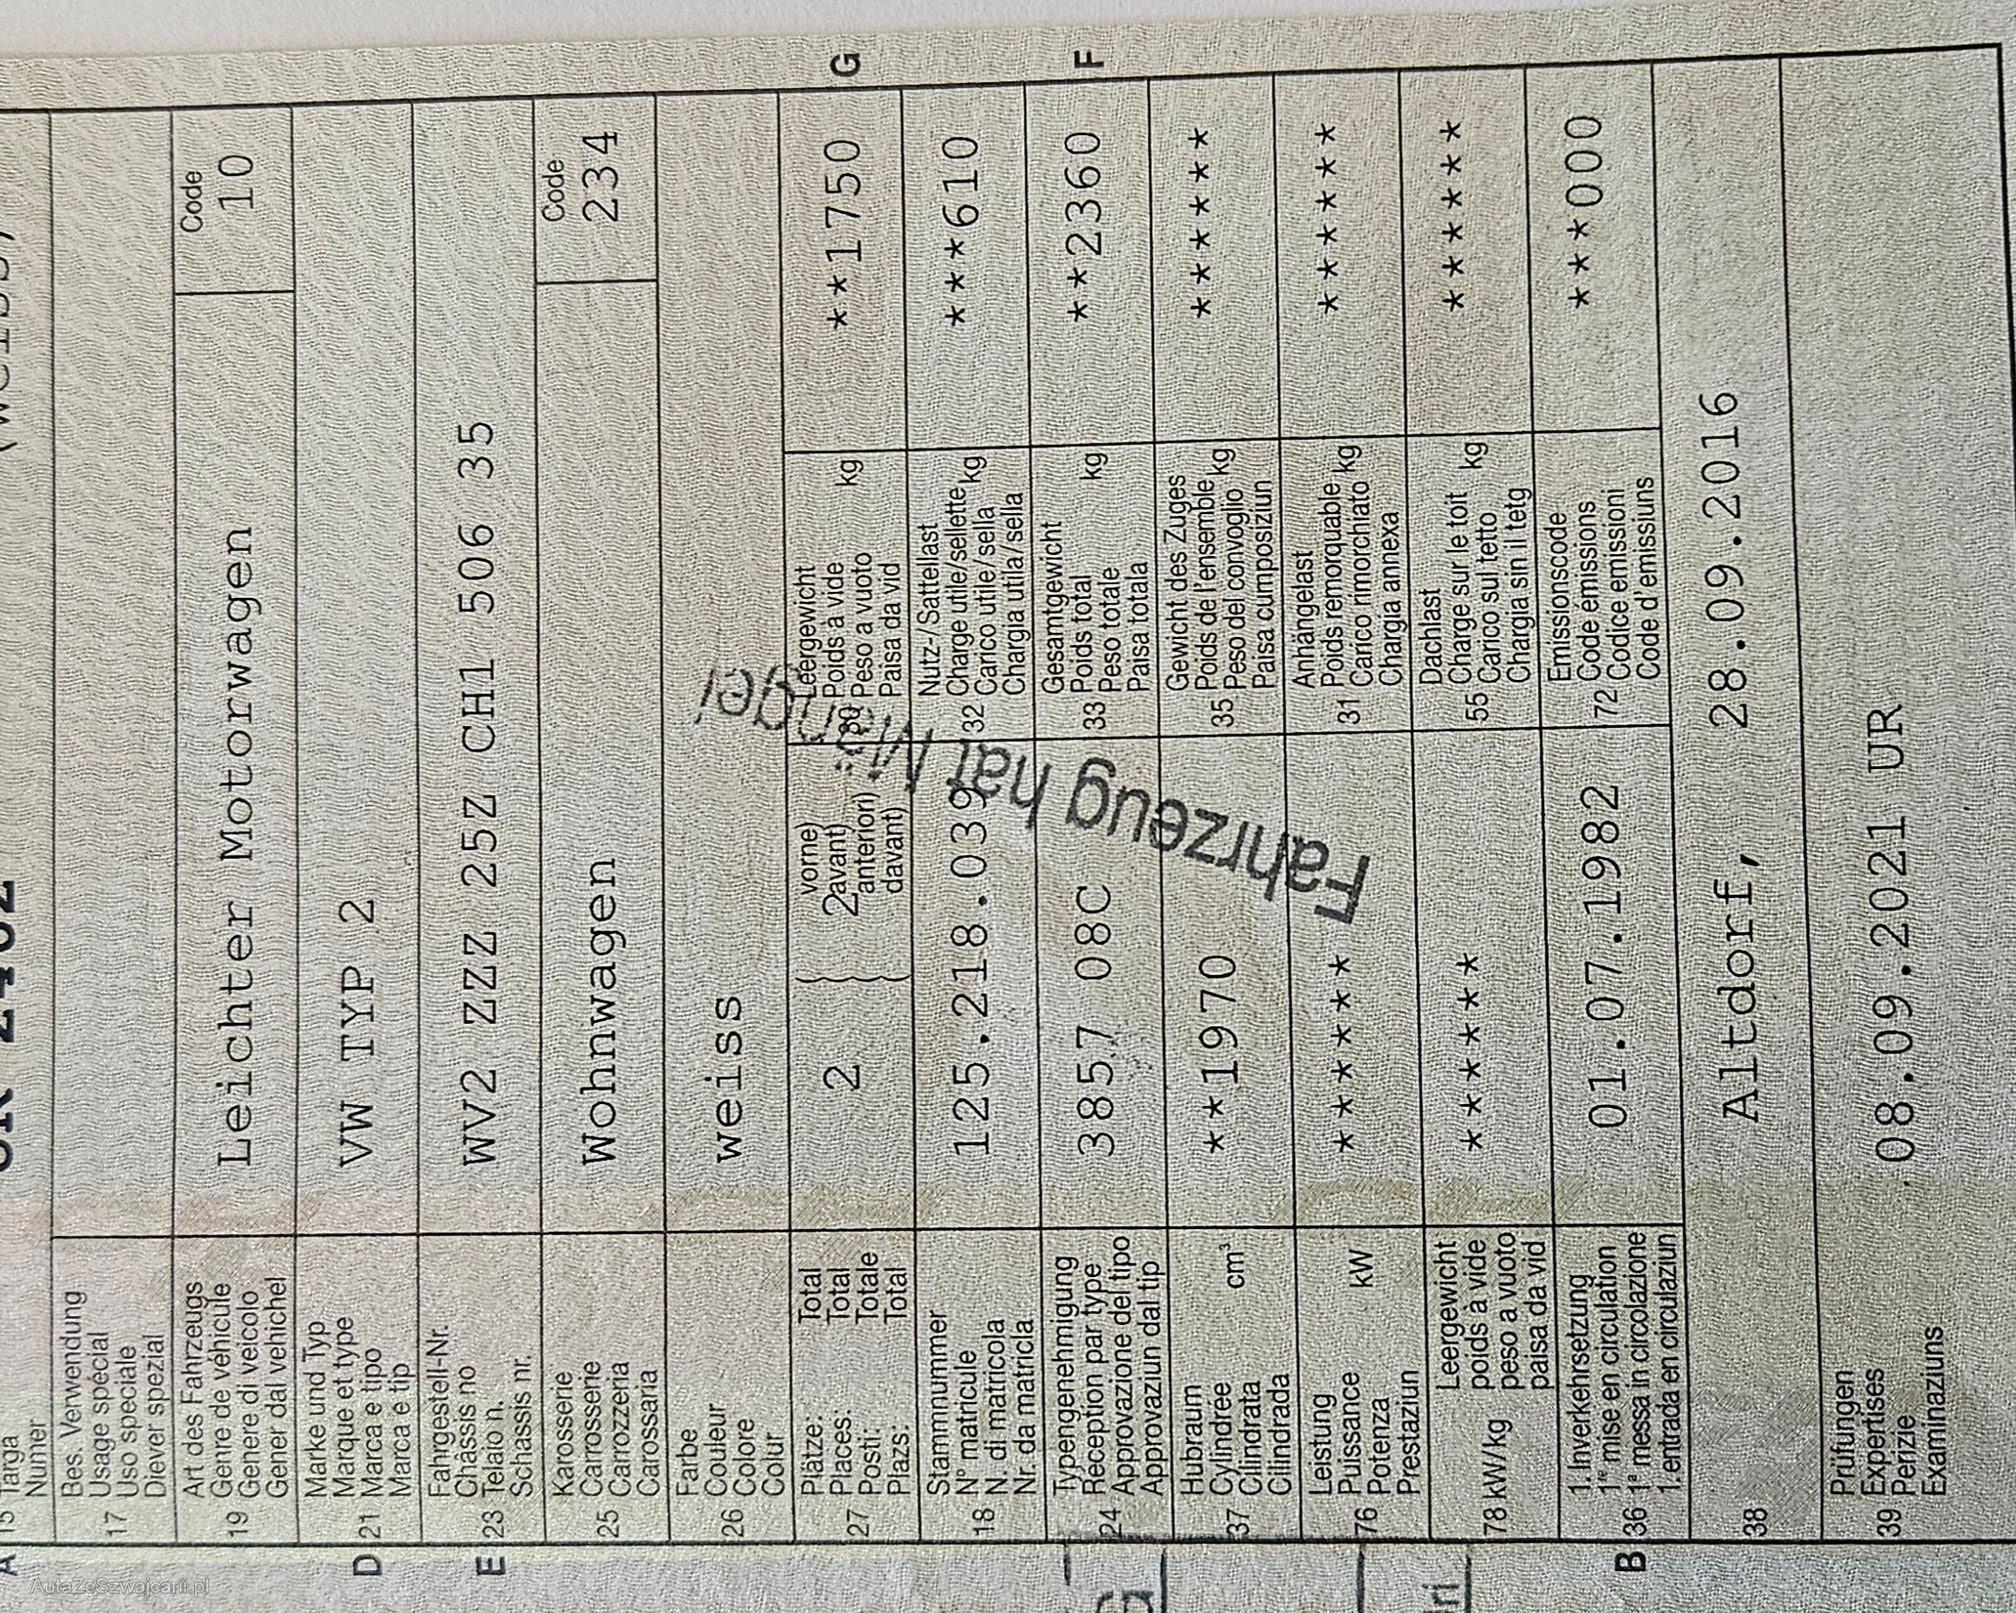 A 15 Targa
Numer
17 Bes. Verwendung
Usage spécial
Uso speciale
Diever spezial
19 Art des Fahrzeugs
Genre de véhicule
Genere di veicolo
Gener dal vehichel
Leichter Motorwagen
Code
10
D 21 Marke und Typ
Marque et type
Marca e tipo
Marca e tip
VW TYP 2
E 23 Fahrgestell-Nr.
Châssis no
Telaio n.
Schassis nr.
WV2 ZZZ 25Z CH1 506 35
25 Karosserie
Carrosserie
Carrozzeria
Carossaria
Wohnwagen
Code
234
26 Farbe
Couleur
Colore
Colur
weiss
27 Plätze: Total
Places: Total
Posti: Totale
Plazs: Total
2
2
vorne)
avant)
anteriori)
davant)
30 Leergewicht
Poids à vide
Peso a vuoto
Paisa da vid
kg
**1750
G
18 Stammnummer
N° matricule
N. di matricola
Nr. da matricla
125.218.039
32 Nutz-/Sattellast
Charge utile/sellette
Carico utile/sella
Chargia utila/sella
kg
***610
24 Typengenehmigung
Réception par type
Approvazione del tipo
Approvaziun dal tip
3857 08C
33 Gesamtgewicht
Poids total
Peso totale
Paisa totala
kg
**2360
F
37 Hubraum
Cylindrée
Cilindrata
Cilindrada
cm³
**1970
35 Gewicht des Zuges
Poids de l'ensemble
Peso del convoglio
Paisa cumposiziun
kg
*******
76 Leistung
Puissance
Potenza
Prestaziun
kW
*******
31 Anhängelast
Poids remorquable
Carico rimorchiato
Chargia annexa
kg
*******
78 kW/kg
Leergewicht
poids à vide
peso a vuoto
paisa da vid
*******
55 Dachlast
Charge sur le toit
Carico sul tetto
Chargia sin il tetg
kg
*******
B 36 1. Inverkehrsetzung
1re mise en circulation
1a messa in circolazione
1. entrada en circulaziun
01.07.1982
72 Emissionscode
Code émissions
Codice emissioni
Code d'emissiuns
***000
38
Altdorf, 28.09.2016
39 Prüfungen
Expertises
Perizie
Examinaziuns
08.09.2021 UR
Fahrzeug hat Mängel
AutaZeSzwajcarii.pl